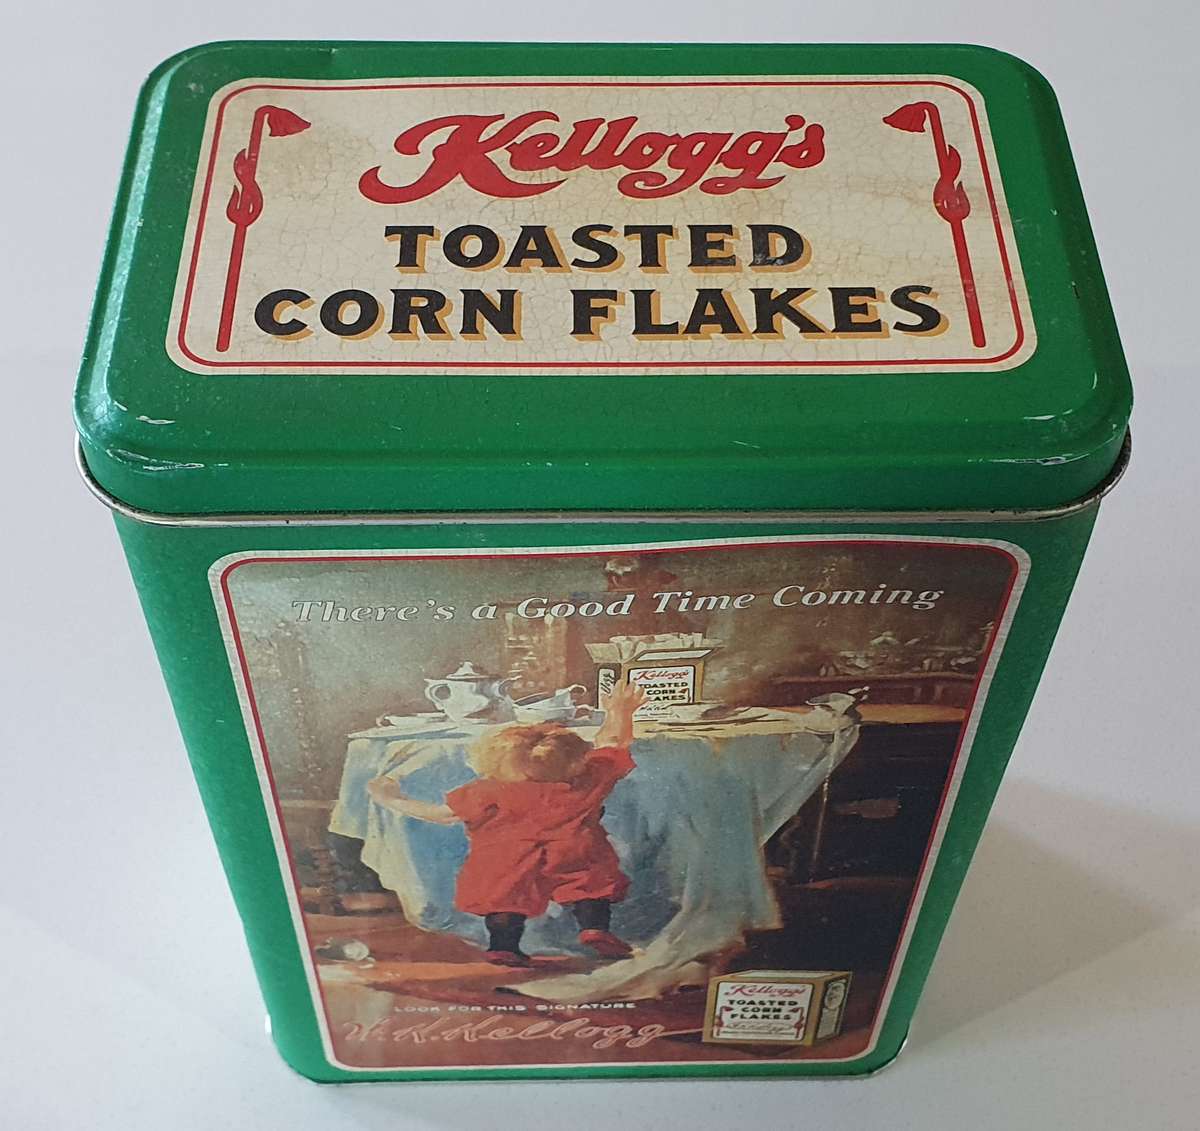 Kellogg's
TOASTED
CORN FLAKES
There's a Good Time Coming
Kellogg's
TOASTED
CORN
FLAKES
LOOK FOR THIS SIGNATURE
W.K.Kellogg
Kellogg's
TOASTED
CORN
FLAKES